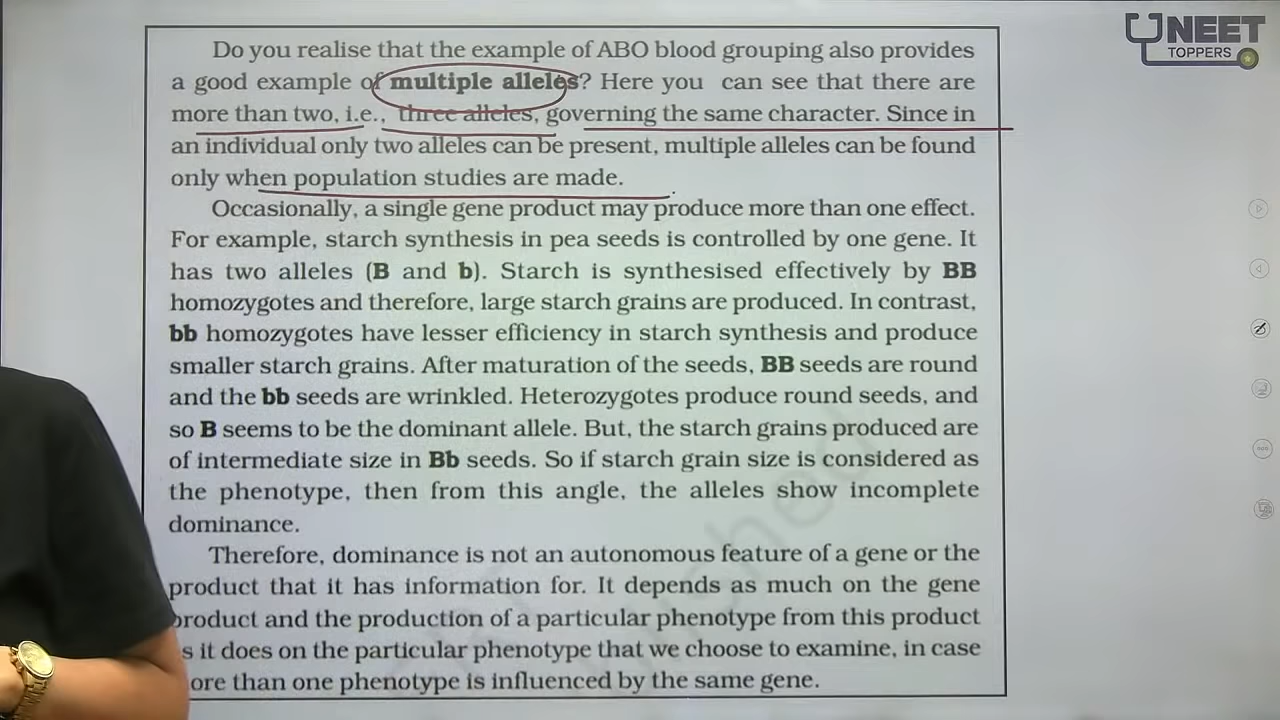 NEET
TOPPERS
Do you realise that the example of ABO blood grouping also provides
a good example of multiple alleles? Here you can see that there are
more than two, i.e., three alleles, governing the same character. Since in
an individual only two alleles can be present, multiple alleles can be found
only when population studies are made.
Occasionally, a single gene product may produce more than one effect.
For example, starch synthesis in pea seeds is controlled by one gene. It
has two alleles (B and b). Starch is synthesised effectively by BB
homozygotes and therefore, large starch grains are produced. In contrast,
bb homozygotes have lesser efficiency in starch synthesis and produce
smaller starch grains. After maturation of the seeds, BB seeds are round
and the bb seeds are wrinkled. Heterozygotes produce round seeds, and
so B seems to be the dominant allele. But, the starch grains produced are
of intermediate size in Bb seeds. So if starch grain size is considered as
the phenotype, then from this angle, the alleles show incomplete
dominance.
Therefore, dominance is not an autonomous feature of a gene or the
product that it has information for. It depends as much on the gene
product and the production of a particular phenotype from this product
s it does on the particular phenotype that we choose to examine, in case
ore than one phenotype is influenced by the same gene.